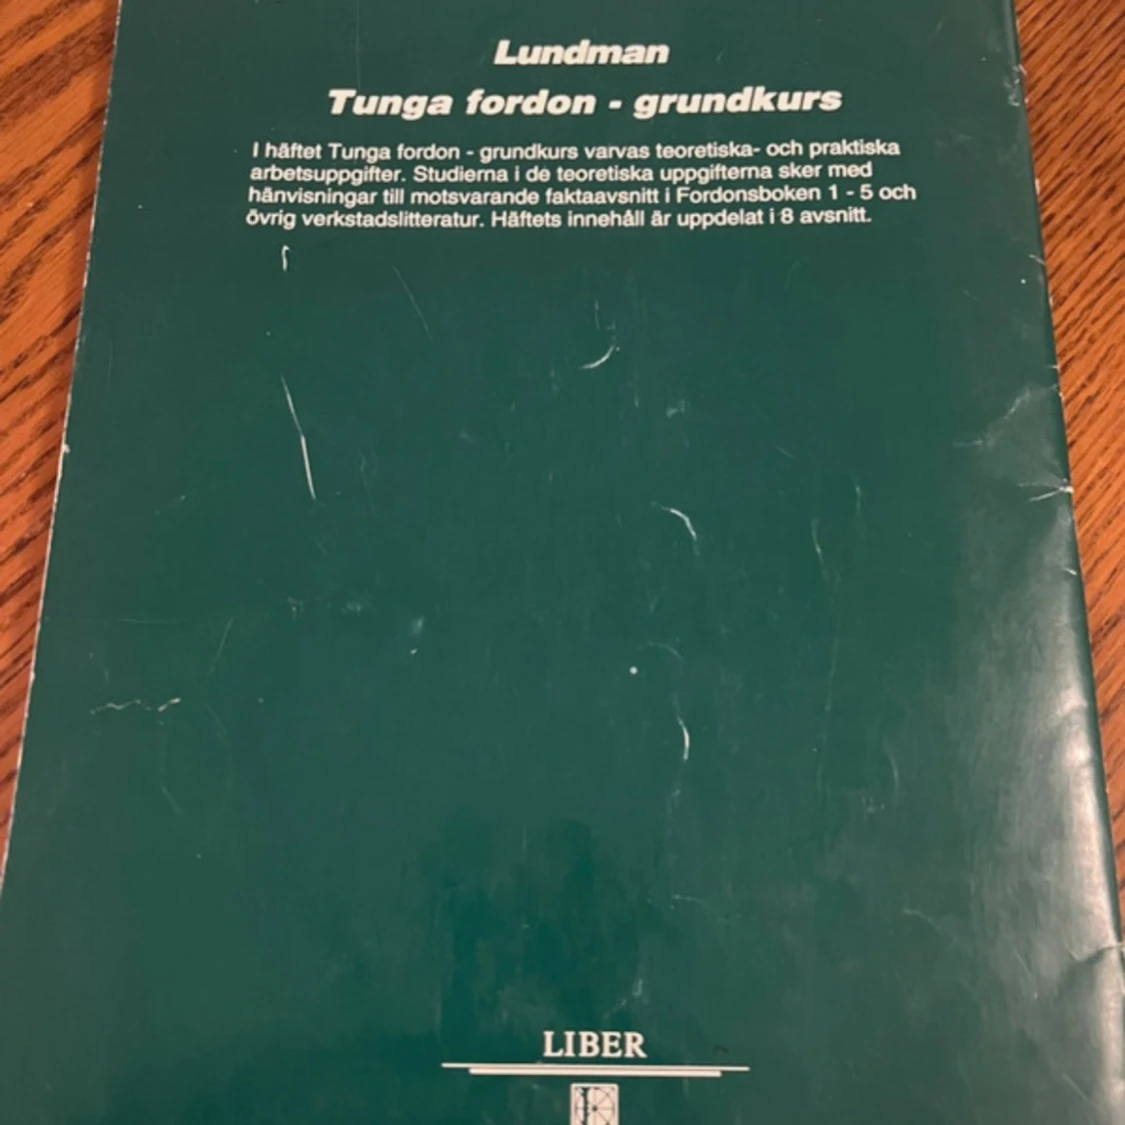 Lundman
Tunga fordon - grundkurs
I häftet Tunga fordon - grundkurs varvas teoretiska- och praktiska
arbetsuppgifter. Studierna i de teoretiska uppgifterna sker med
hänvisningar till motsvarande faktaavsnitt i Fordonsboken 1 - 5 och
övrig verkstadslitteratur. Häftets innehåll är uppdelat i 8 avsnitt.
LIBER